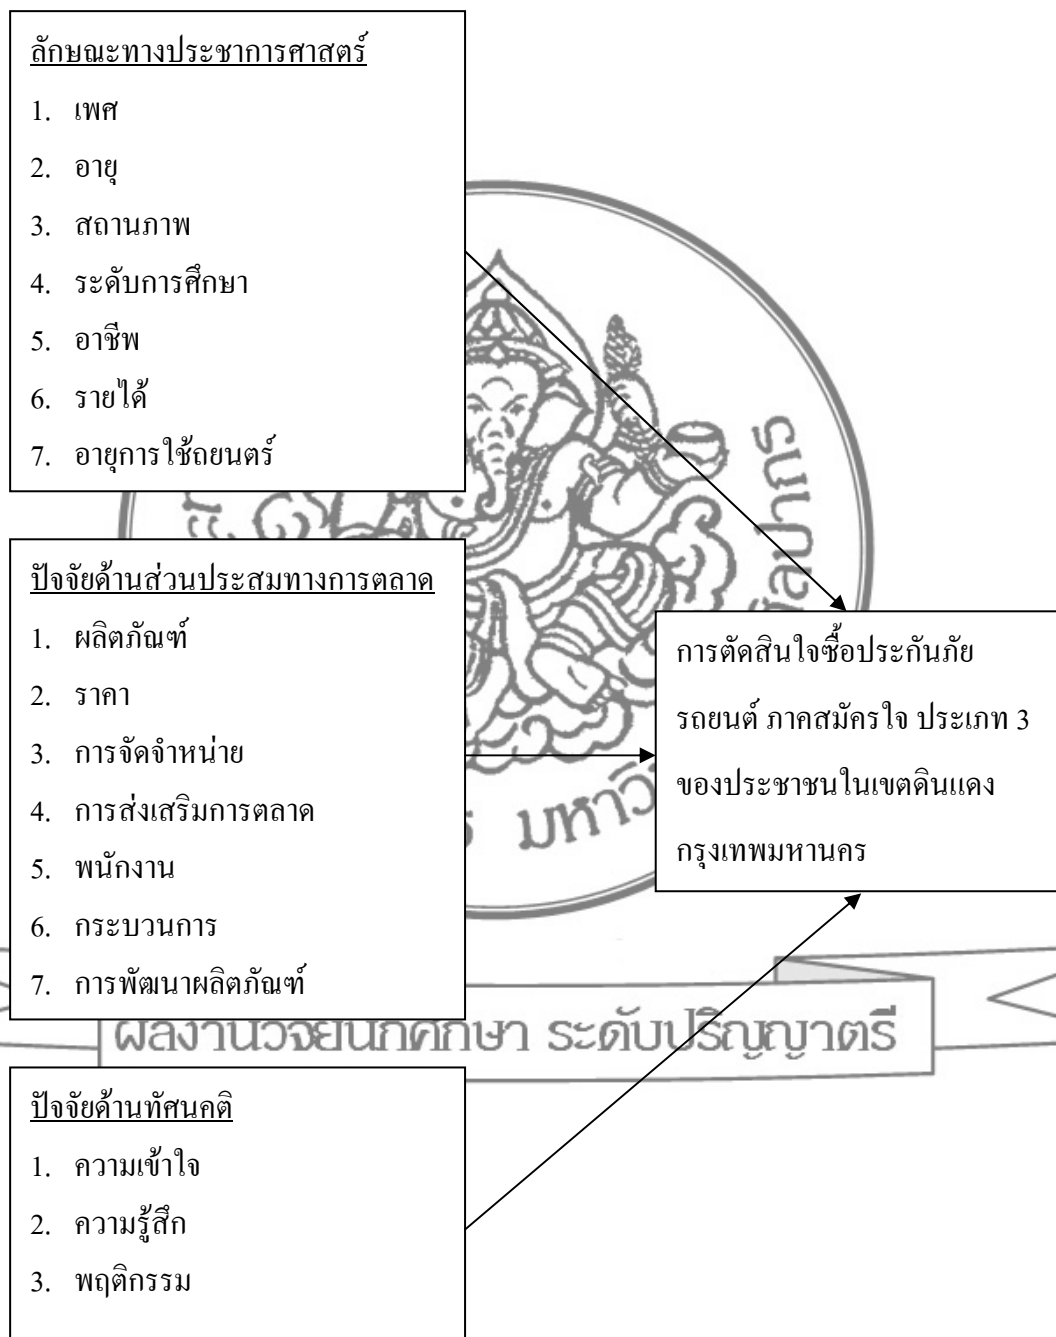 ลักษณะทางประชาการศาสตร์
1. เพศ
2. อายุ
3. สถานภาพ
4. ระดับการศึกษา
5. อาชีพ
6. รายได้
7. อายุการใช้ถยนตร์
ปัจจัยด้านส่วนประสมทางการตลาด
1. ผลิตภัณฑ์
2. ราคา
3. การจัดจำหน่าย
4. การส่งเสริมการตลาด
5. พนักงาน
6. กระบวนการ
7. การพัฒนาผลิตภัณฑ์
ปัจจัยด้านทัศนคติ
1. ความเข้าใจ
2. ความรู้สึก
3. พฤติกรรม
การตัดสินใจซื้อประกันภัย
รถยนต์ ภาคสมัครใจ ประเภท 3
ของประชาชนในเขตดินแดง
กรุงเทพมหานคร
ผลงานวิจัยนักศึกษา ระดับปริญญาตรี